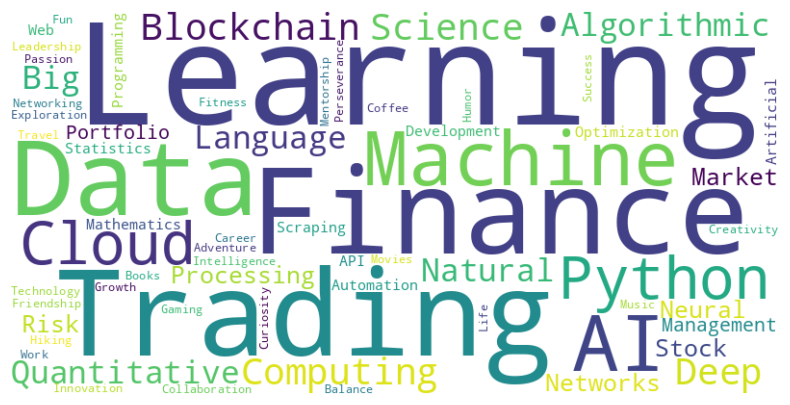 Fun
Web
Leadership
Passion
Big
Networking
Exploration
Programming
Blockchain
Science
Algorithmic
Learning
Fitness
Mentorship
Perseverance
Coffee
Humor
Success
Artificial
Travel
Portfolio
Statistics
Language
Development
Optimization
Data
Machine
Market
Finance
Mathematics
Cloud
Career
Adventure
Scraping
Creativity
Intelligence
API
Movies
Books
Processing
Automation
Natural
Python
Technology
Friendship
Growth
Trading
Gaming
Curiosity
Life
Music
Neural
Risk
Hiking
Work
AI
Management
Stock
Quantitative
Computing
Networks
Deep
Innovation
Collaboration
Balance